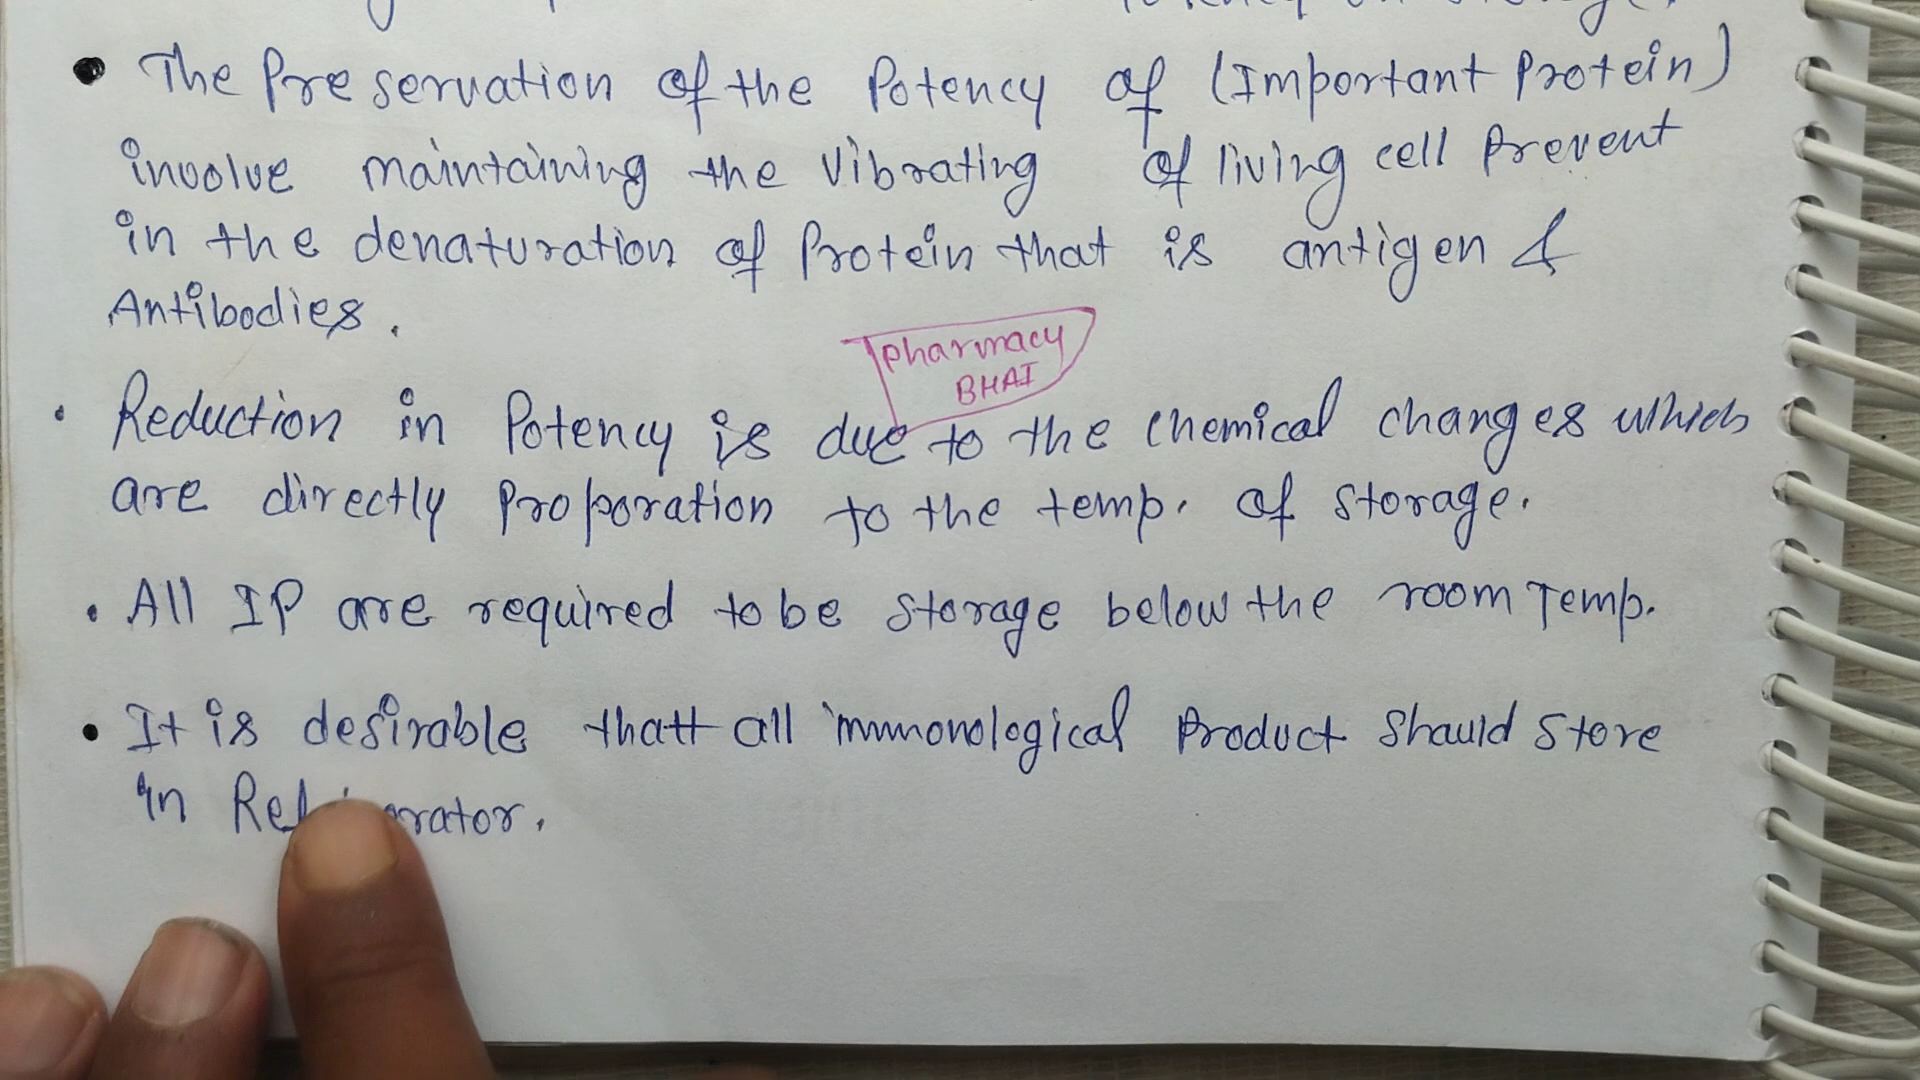 • The Preservation of the Potency of (Important Protein)
involve maintaining the vibrating of living cell Prevent
in the denaturation of Protein that is antigen &
Antibodies.
pharmacy
BHAI
• Reduction in Potency is due to the chemical changes which
are directly Proporation to the temp. of storage.
• All IP are required to be storage below the room Temp.
• It is desirable thatt all immunological Product Should Store
in